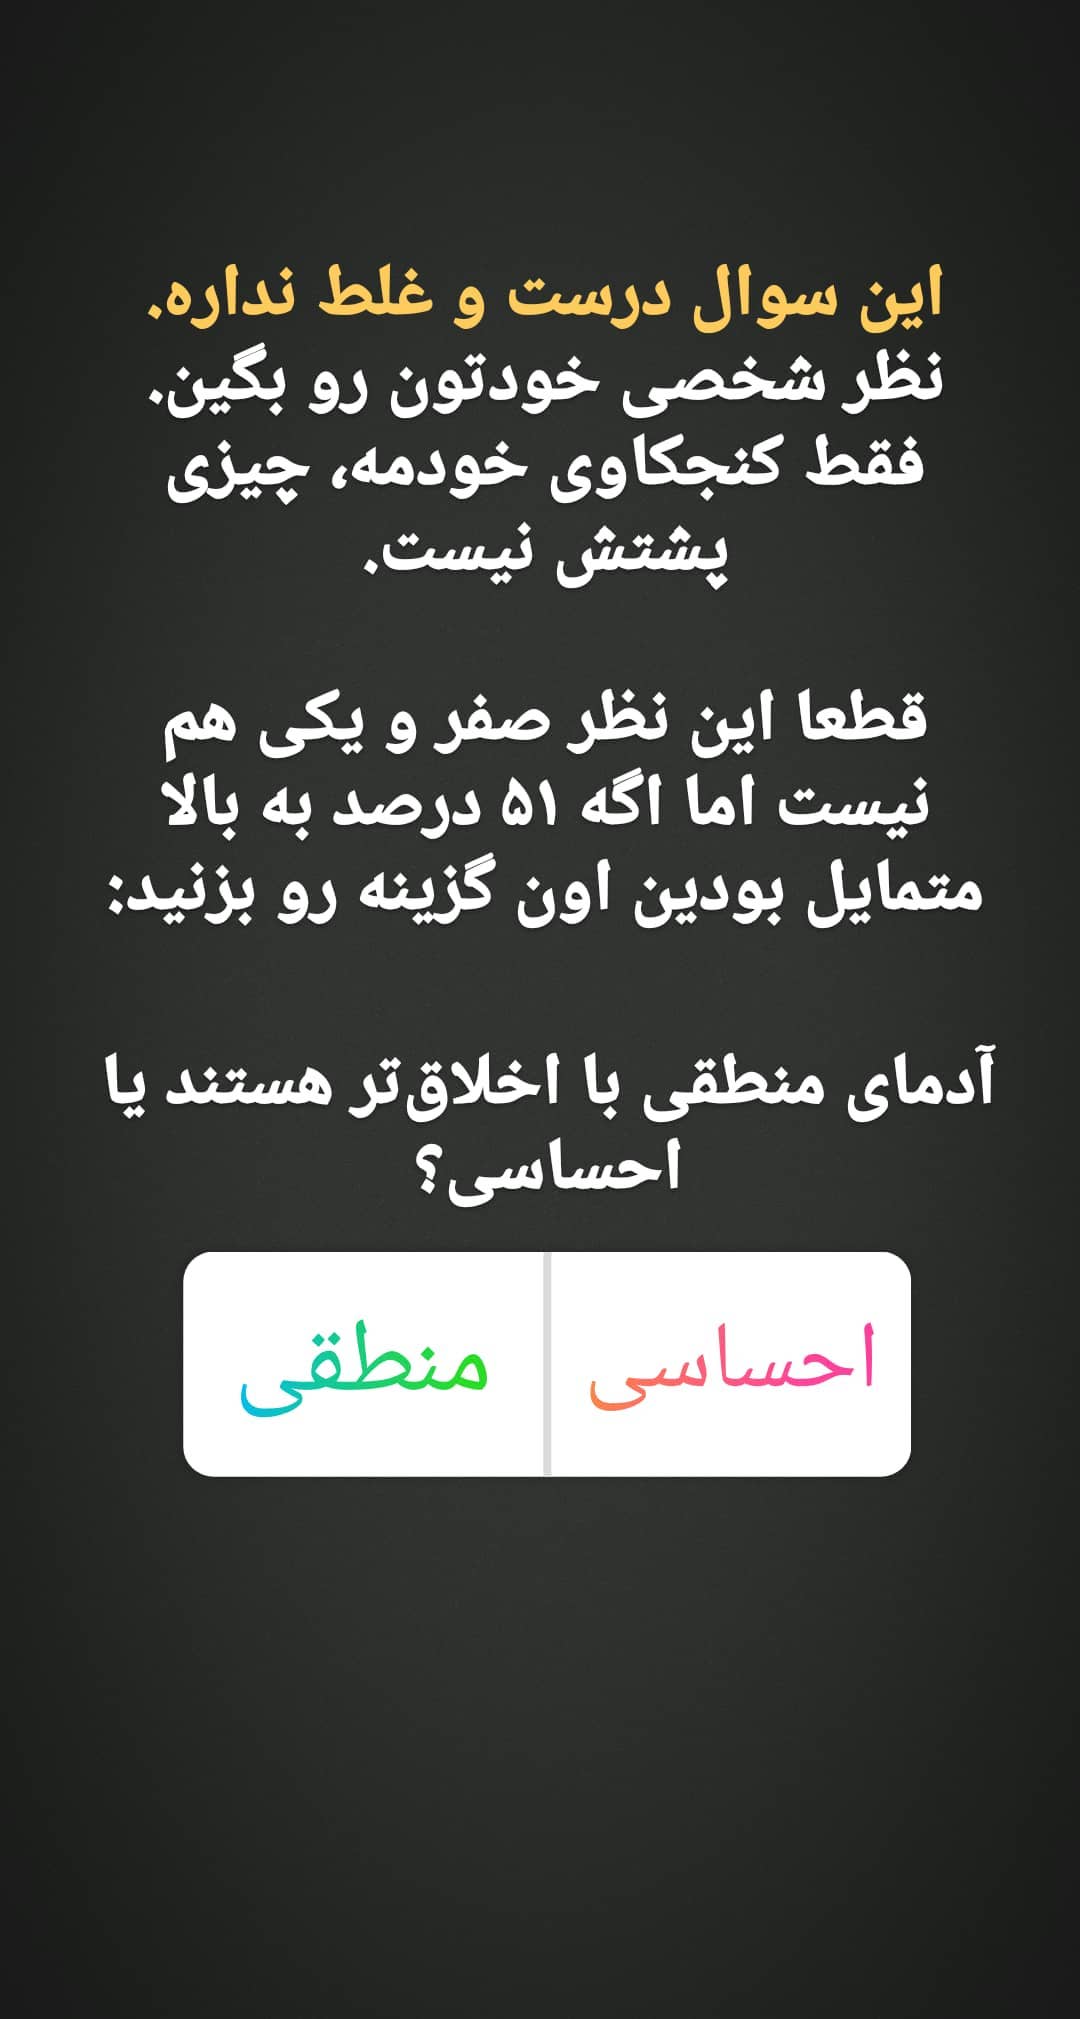 این سوال درست و غلط نداره.
نظر شخصی خودتون رو بگین.
فقط کنجکاوی خودمه، چیزی
پشتش نیست.
قطعا این نظر صفر و یکی هم
نیست اما اگه ۵۱ درصد به بالا
متمایل بودین اون گزینه رو بزنید:
آدمای منطقی با اخلاق‌تر هستند یا
احساسی؟
احساسی
منطقی